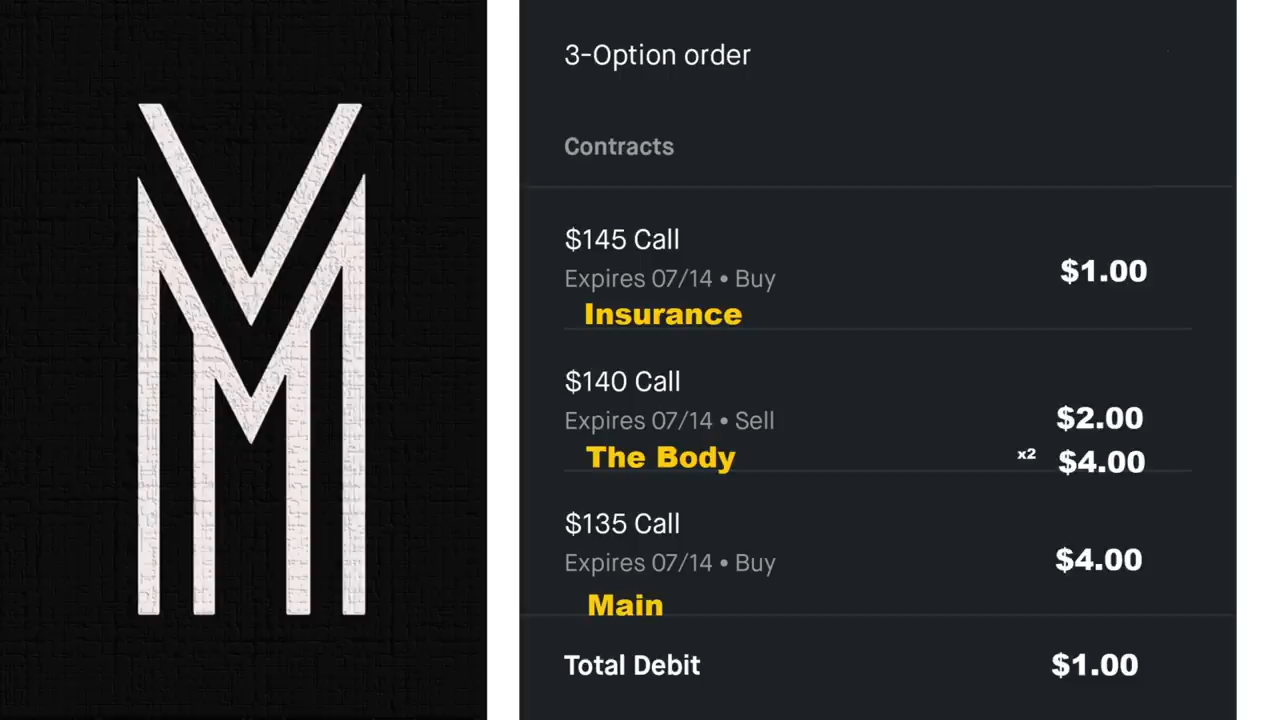 3-Option order
Contracts
$145 Call
Expires 07/14 • Buy
$1.00
Insurance
$140 Call
Expires 07/14 • Sell
$2.00
The Body
x2 $4.00
$135 Call
Expires 07/14 • Buy
$4.00
Main
Total Debit
$1.00